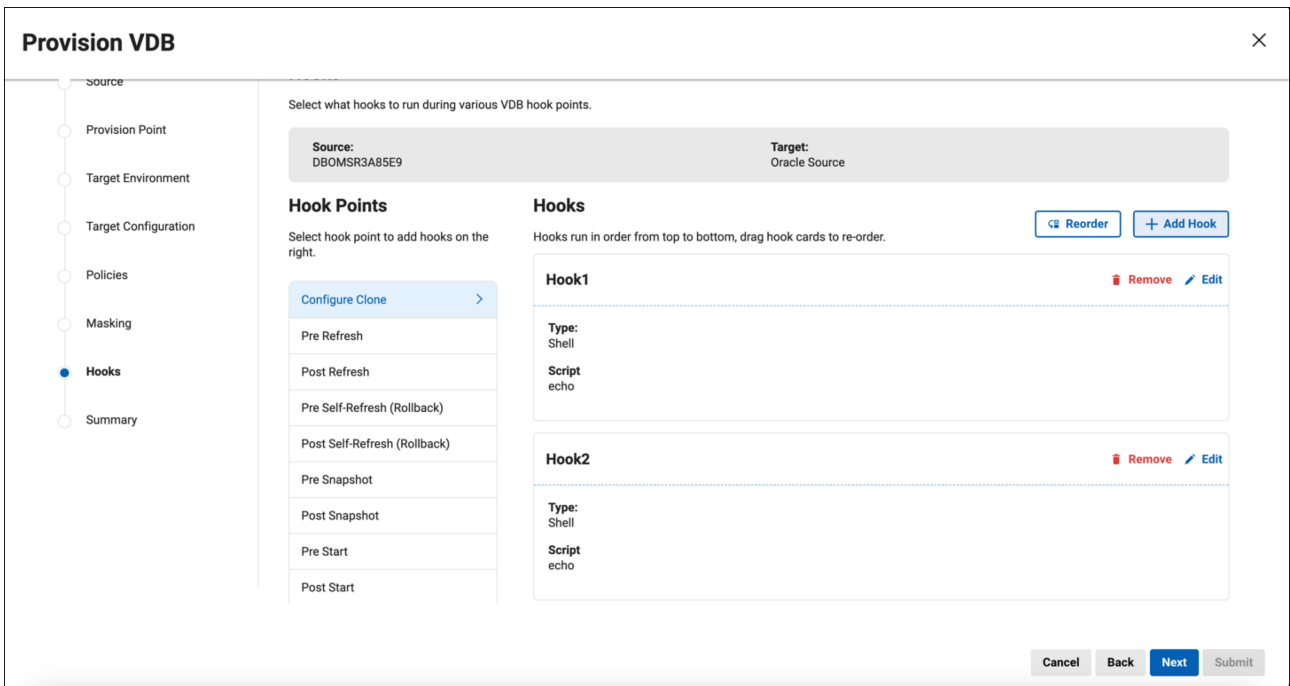 Provision VDB
Source
Provision Point
Target Environment
Target Configuration
Policies
Masking
Hooks
Summary
Select what hooks to run during various VDB hook points.
Source:
DBOMSR3A85E9
Target:
Oracle Source
Hook Points
Select hook point to add hooks on the
right.
Configure Clone
Pre Refresh
Post Refresh
Pre Self-Refresh (Rollback)
Post Self-Refresh (Rollback)
Pre Snapshot
Post Snapshot
Pre Start
Post Start
Hooks
Hooks run in order from top to bottom, drag hook cards to re-order.
Reorder
+ Add Hook
Hook1
Remove
Edit
Type:
Shell
Script
echo
Hook2
Remove
Edit
Type:
Shell
Script
echo
Cancel
Back
Next
Submit